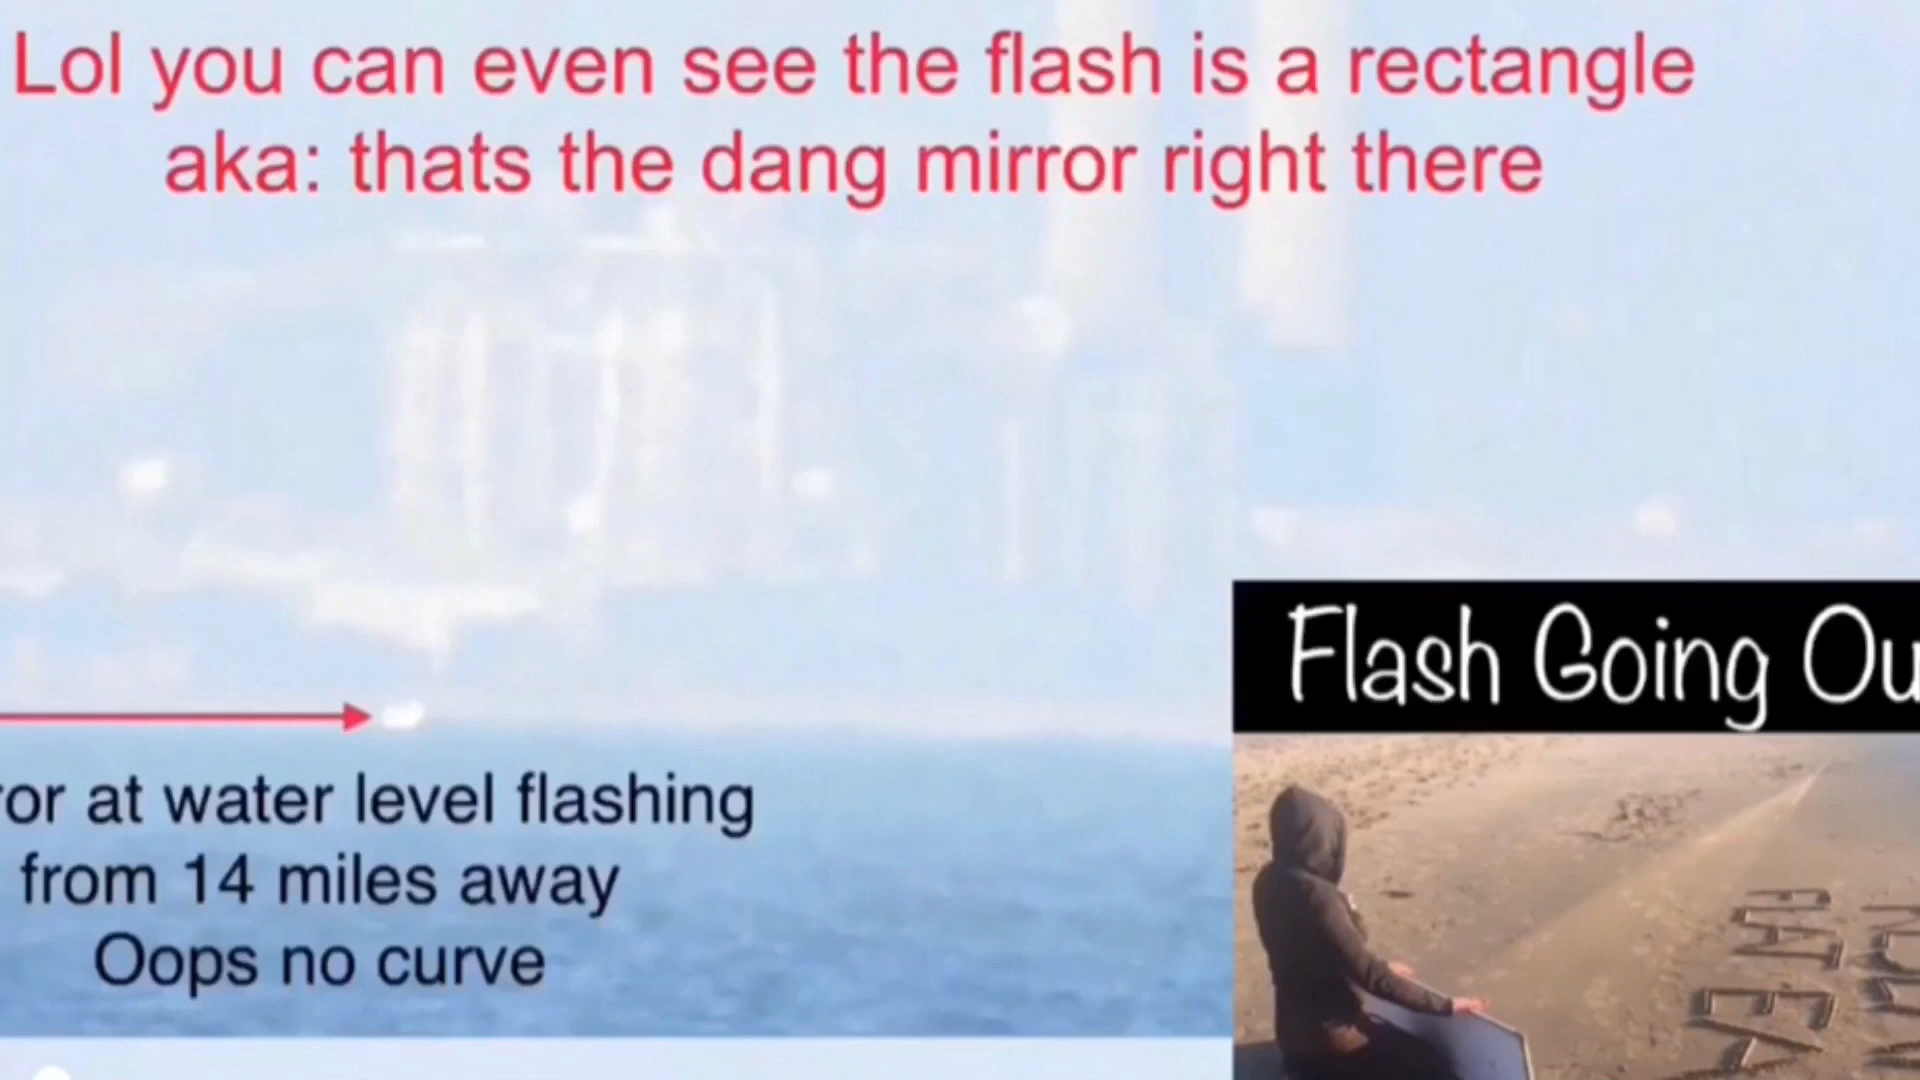 Lol you can even see the flash is a rectangle
aka: thats the dang mirror right there
Flash Going Ou
ror at water level flashing
from 14 miles away
Oops no curve